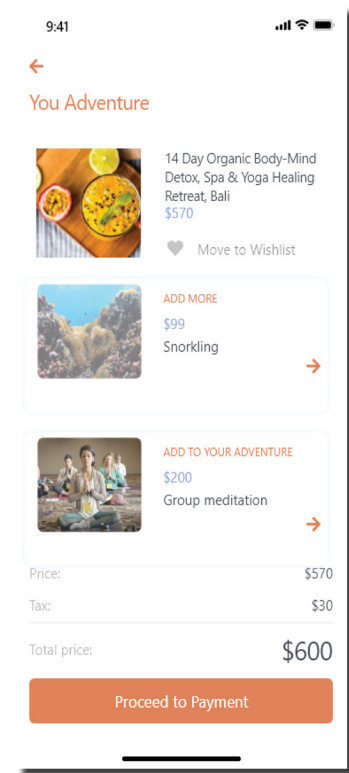 9:41
You Adventure
14 Day Organic Body-Mind
Detox, Spa & Yoga Healing
Retreat, Bali
$570
Move to Wishlist
ADD MORE
$99
Snorkling
ADD TO YOUR ADVENTURE
$200
Group meditation
Price: $570
Tax: $30
Total price: $600
Proceed to Payment